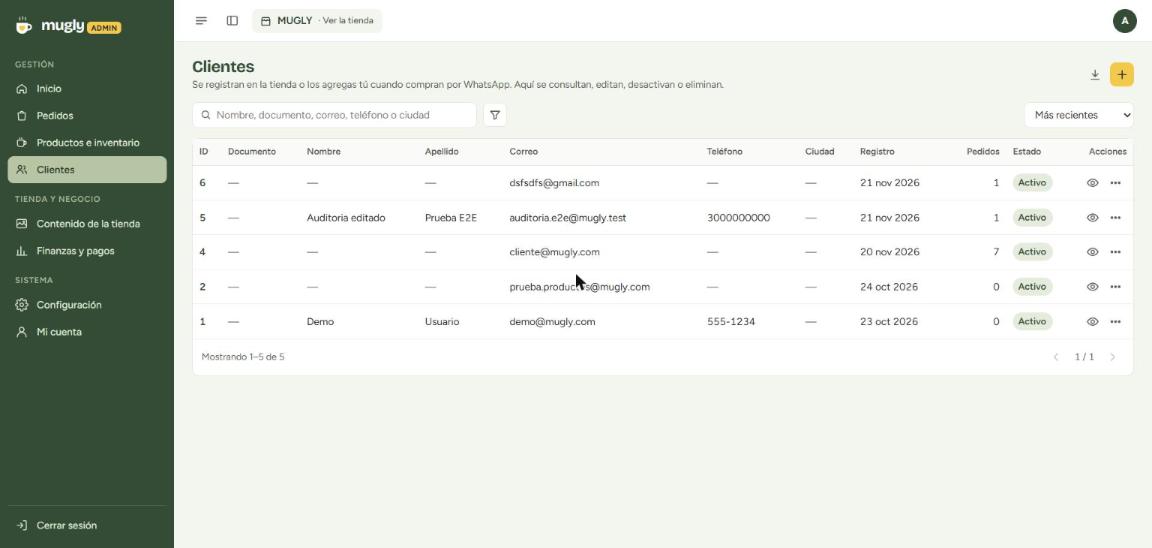 mugly ADMIN
MUGLY · Ver la tienda
A
GESTIÓN
Inicio
Pedidos
Productos e inventario
Clientes
TIENDA Y NEGOCIO
Contenido de la tienda
Finanzas y pagos
SISTEMA
Configuración
Mi cuenta
Cerrar sesión
Clientes
Se registran en la tienda o los agregas tú cuando compran por WhatsApp. Aquí se consultan, editan, desactivan o eliminan.
Nombre, documento, correo, teléfono o ciudad
Más recientes
ID Documento Nombre Apellido Correo Teléfono Ciudad Registro Pedidos Estado Acciones
6 — — — dsfsdfs@gmail.com — — 21 nov 2026 1 Activo
5 — Auditoria editado Prueba E2E auditoria.e2e@mugly.test 3000000000 — 21 nov 2026 1 Activo
4 — — — cliente@mugly.com — — 20 nov 2026 7 Activo
2 — — — — — 24 oct 2026 0 Activo
1 — Demo Usuario demo@mugly.com 555-1234 — 23 oct 2026 0 Activo
Mostrando 1–5 de 5
1 / 1